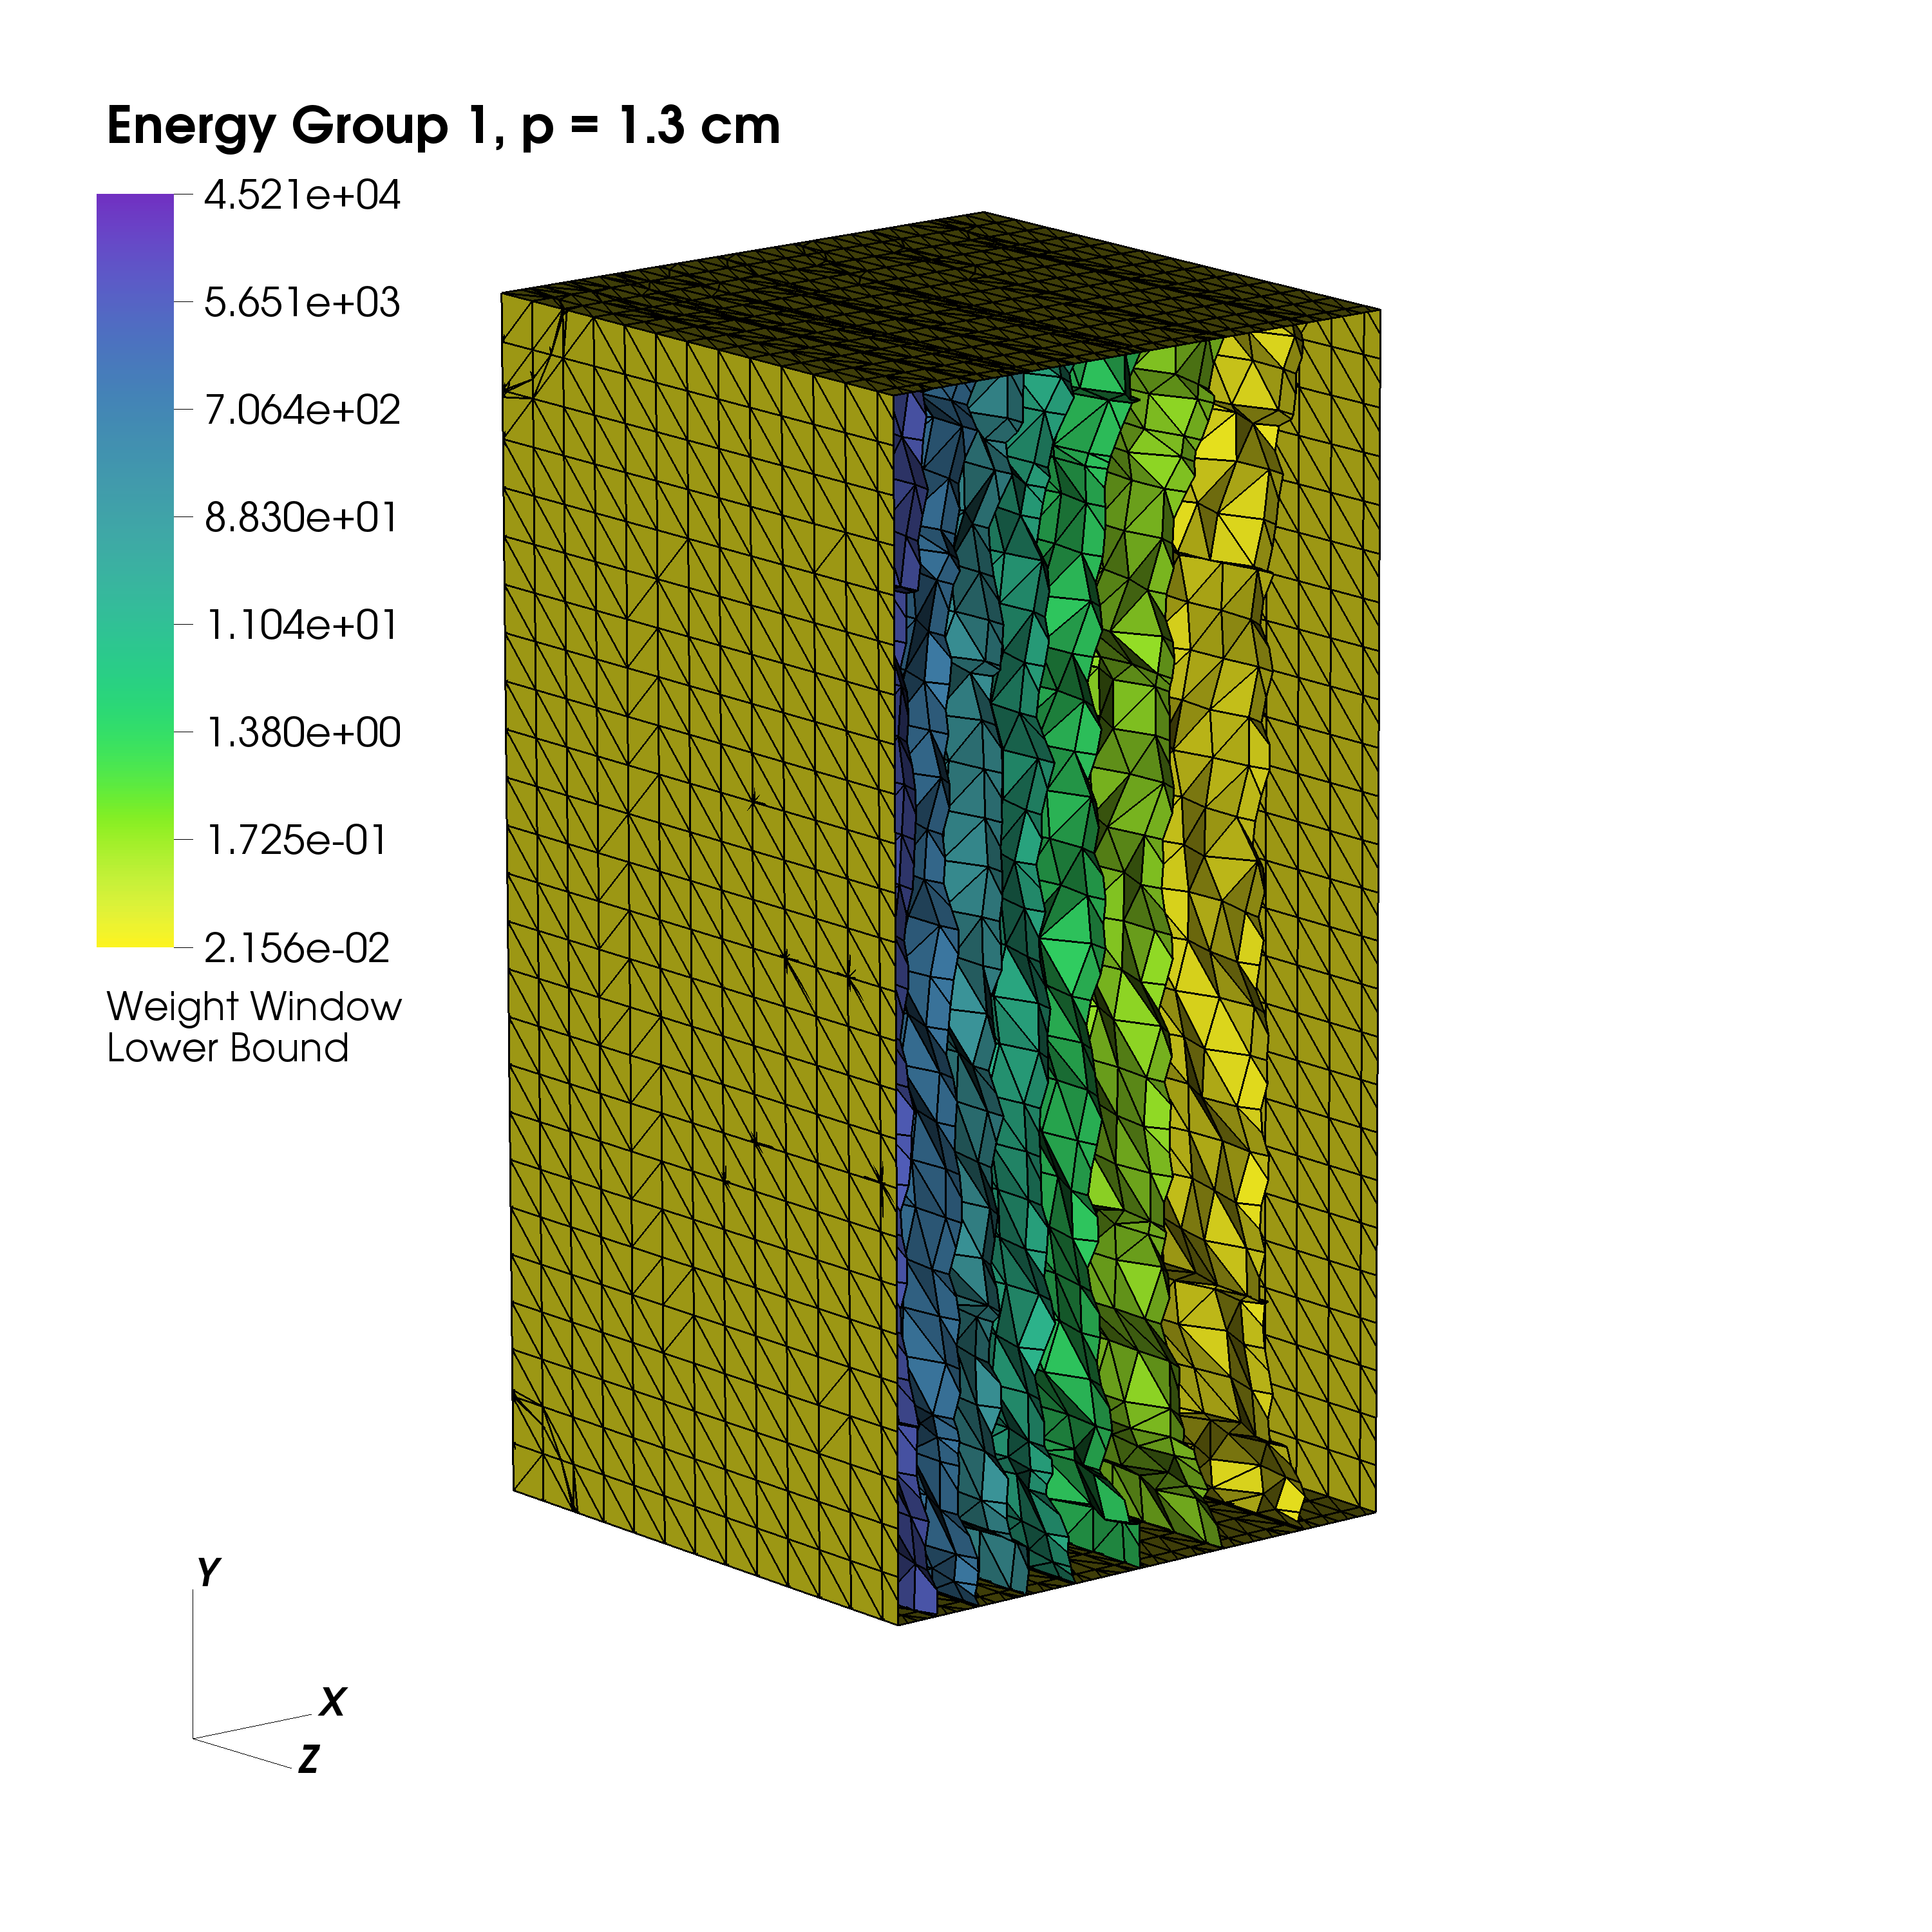 Energy Group 1, p = 1.3 cm
4.521e+04
5.651e+03
7.064e+02
8.830e+01
1.104e+01
1.380e+00
1.725e-01
2.156e-02
Weight Window
Lower Bound
Y
X
Z